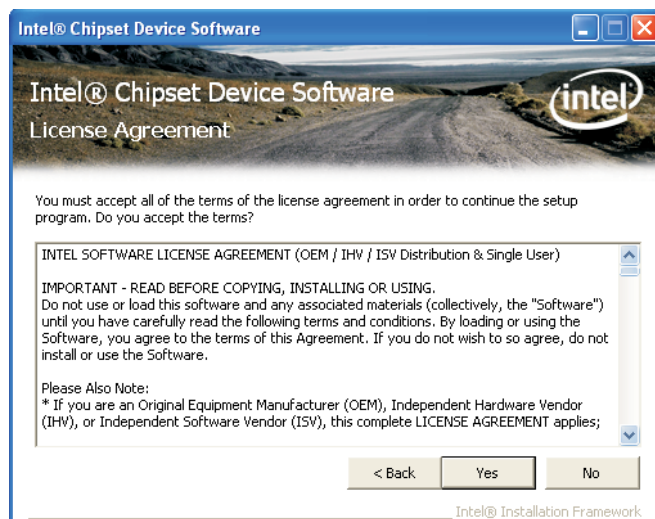 Intel® Chipset Device Software
Intel® Chipset Device Software
intel
License Agreement
You must accept all of the terms of the license agreement in order to continue the setup
program. Do you accept the terms?
INTEL SOFTWARE LICENSE AGREEMENT (OEM / IHV / ISV Distribution & Single User)
IMPORTANT - READ BEFORE COPYING, INSTALLING OR USING.
Do not use or load this software and any associated materials (collectively, the "Software")
until you have carefully read the following terms and conditions. By loading or using the
Software, you agree to the terms of this Agreement. If you do not wish to so agree, do not
install or use the Software.
Please Also Note:
* If you are an Original Equipment Manufacturer (OEM), Independent Hardware Vendor
(IHV), or Independent Software Vendor (ISV), this complete LICENSE AGREEMENT applies;
< Back Yes No
Intel® Installation Framework